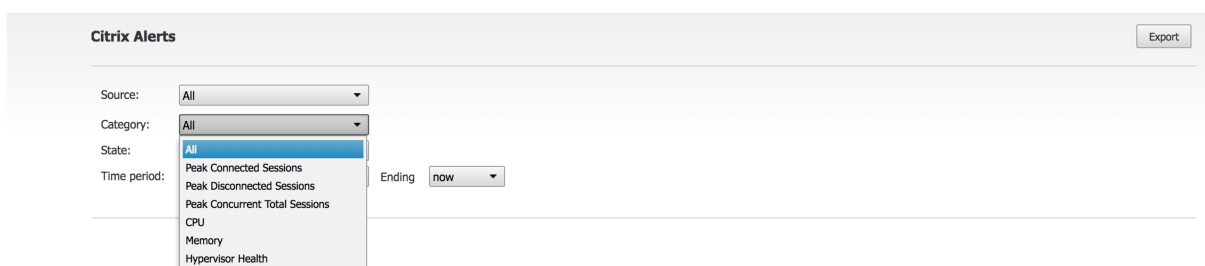 Citrix Alerts Export
Source: All
Category: All
State: All
Time period: Peak Connected Sessions Ending now
Peak Disconnected Sessions
Peak Concurrent Total Sessions
CPU
Memory
Hypervisor Health